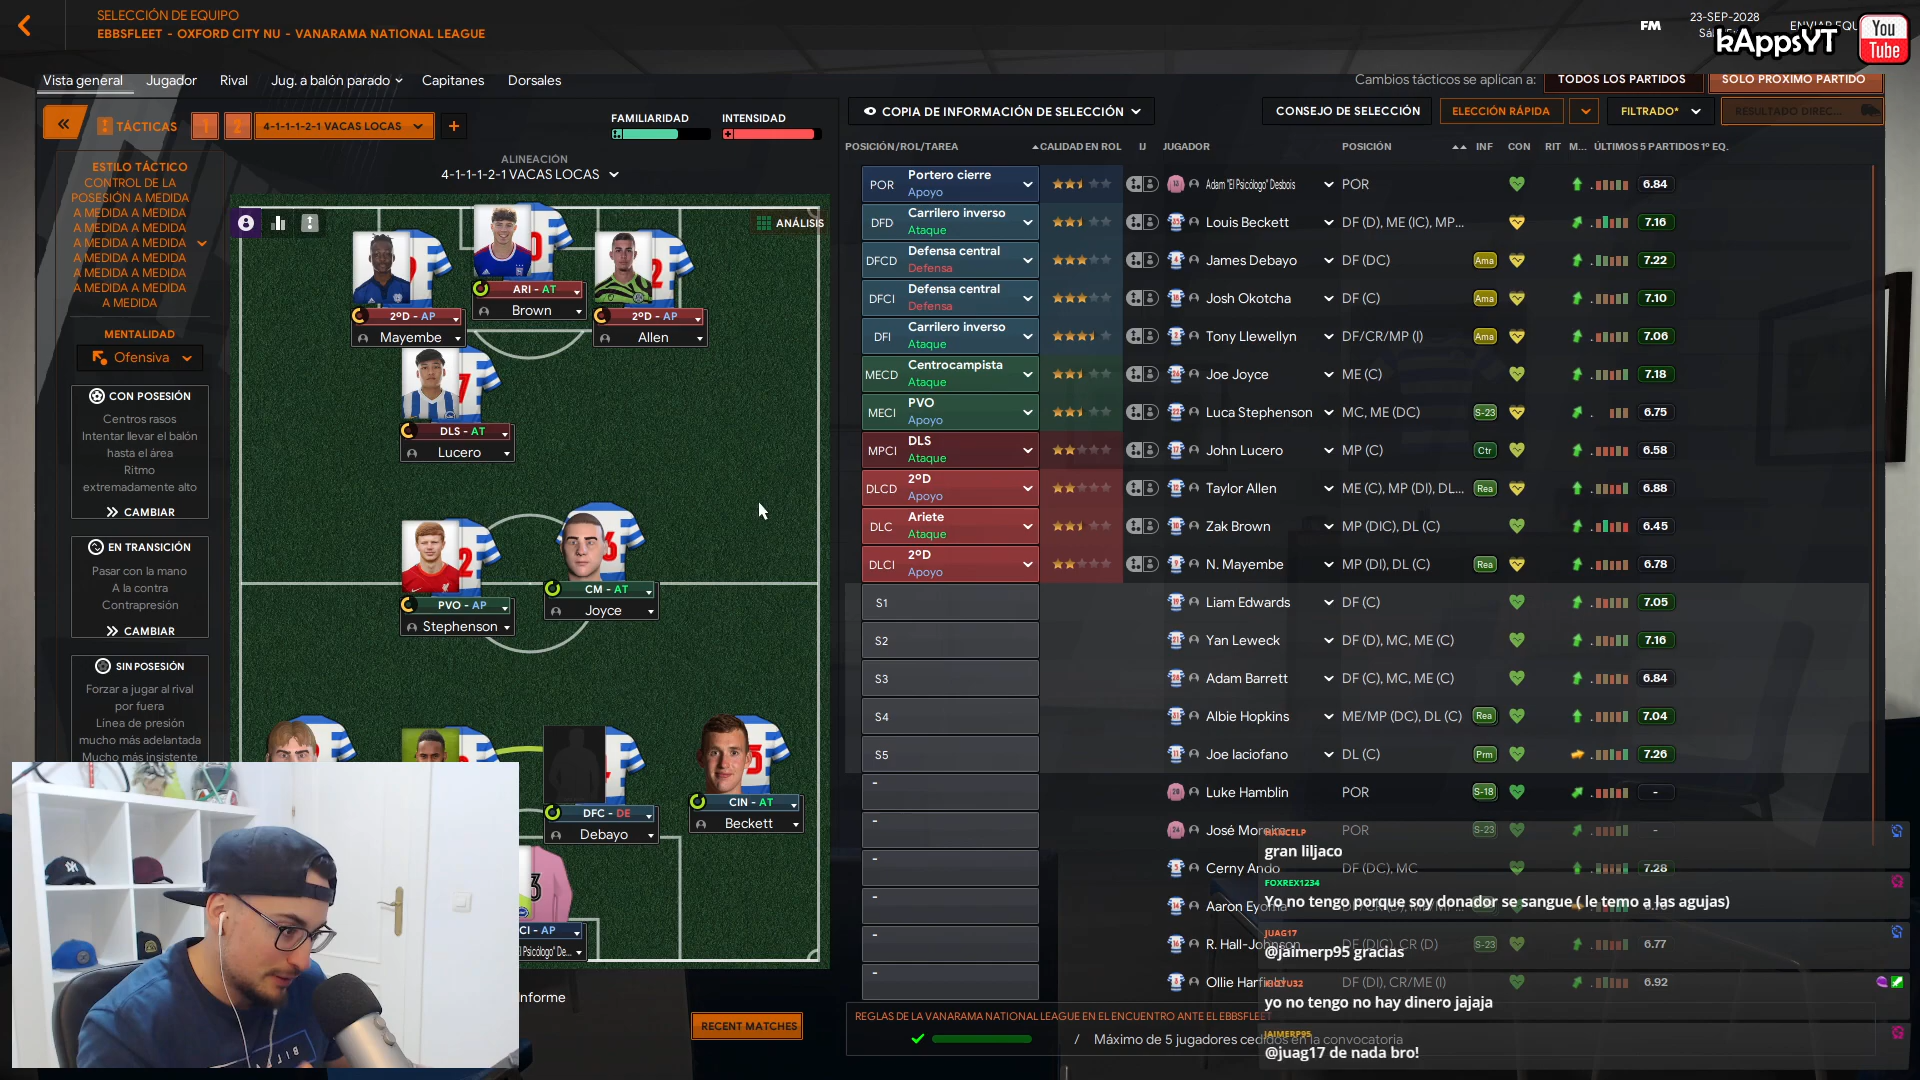 SELECCIÓN DE EQUIPO
EBBSFLEET - OXFORD CITY NU - VANARAMA NATIONAL LEAGUE
FM
23-SEP-2028
kAppsYT
You
Tube
Vista general
Jugador
Rival
Jug. a balón parado
Capitanes
Dorsales
Cambios tácticos se aplican a:
TODOS LOS PARTIDOS
SOLO PRÓXIMO PARTIDO
TÁCTICAS
1
2
4-1-1-1-2-1 VACAS LOCAS
FAMILIARIDAD
INTENSIDAD
COPIA DE INFORMACIÓN DE SELECCIÓN
CONSEJO DE SELECCIÓN
ELECCIÓN RÁPIDA
FILTRADO*
RESULTADO DIREC...
ALINEACIÓN
4-1-1-1-2-1 VACAS LOCAS
ESTILO TÁCTICO
CONTROL DE LA
POSESIÓN A MEDIDA
A MEDIDA A MEDIDA
A MEDIDA A MEDIDA
A MEDIDA A MEDIDA
A MEDIDA A MEDIDA
A MEDIDA A MEDIDA
A MEDIDA A MEDIDA
A MEDIDA
MENTALIDAD
Ofensiva
CON POSESIÓN
Centros rasos
Intentar llevar el balón
hasta el área
Ritmo
extremadamente alto
CAMBIAR
EN TRANSICIÓN
Pasar con la mano
A la contra
Contrapresión
CAMBIAR
SIN POSESIÓN
Forzar a jugar al rival
por fuera
Línea de presión
mucho más adelantada
Mucho más insistente
ANÁLISIS
ARI - AT
Brown
2ºD - AP
Mayembe
2ºD - AP
Allen
DLS - AT
Lucero
PVO - AP
Stephenson
CM - AT
Joyce
DFC - DE
Debayo
CIN - AT
Beckett
CI - AP
El Psicólogo" De...
nforme
RECENT MATCHES
POSICIÓN/ROL/TAREA
CALIDAD EN ROL
IJ
JUGADOR
POSICIÓN
INF
CON
RIT
M...
ÚLTIMOS 5 PARTIDOS 1º EQ.
POR Portero cierre Apoyo Adam "El Psicólogo" Desbois POR 6.84
DFD Carrilero inverso Ataque Louis Beckett DF (D), ME (IC), MP... 7.16
DFCD Defensa central Defensa James Debayo DF (DC) Ama 7.22
DFCI Defensa central Defensa Josh Okotcha DF (C) Ama 7.10
DFI Carrilero inverso Ataque Tony Llewellyn DF/CR/MP (I) Ama 7.06
MECD Centrocampista Ataque Joe Joyce ME (C) 7.18
MECI PVO Apoyo Luca Stephenson MC, ME (DC) S-23 6.75
MPCI DLS Ataque John Lucero MP (C) Ctr 6.58
DLCD 2ºD Apoyo Taylor Allen ME (C), MP (DI), DL... Rea 6.88
DLC Ariete Ataque Zak Brown MP (DIC), DL (C) 6.45
DLCI 2ºD Apoyo N. Mayembe MP (DI), DL (C) Rea 6.78
S1 Liam Edwards DF (C) 7.05
S2 Yan Leweck DF (D), MC, ME (C) 7.16
S3 Adam Barrett DF (C), MC, ME (C) 6.84
S4 Albie Hopkins ME/MP (DC), DL (C) Rea 7.04
S5 Joe Iaciofano DL (C) Prm 7.26
- Luke Hamblin POR S-18 -
- José POR S-23 -
- Cerny Ando DF (DC), MC 7.28
- Aaron
- R. Hall-Johnson DF (DIC), CR (D) S-23 6.77
- Ollie DF (DI), CR/ME (I) 6.92
gran liljaco
FOXREX1234
Yo no tengo porque soy donador se sangue ( le temo a las agujas)
JUAG17
@jaimerp95 gracias
yo no tengo no hay dinero jajaja
JAIMERP95
@juag17 de nada bro!
REGLAS DE LA VANARAMA NATIONAL LEAGUE EN EL ENCUENTRO ANTE EL EBBSFLEET
/ Máximo de 5 jugadores cedidos en la convocatoria